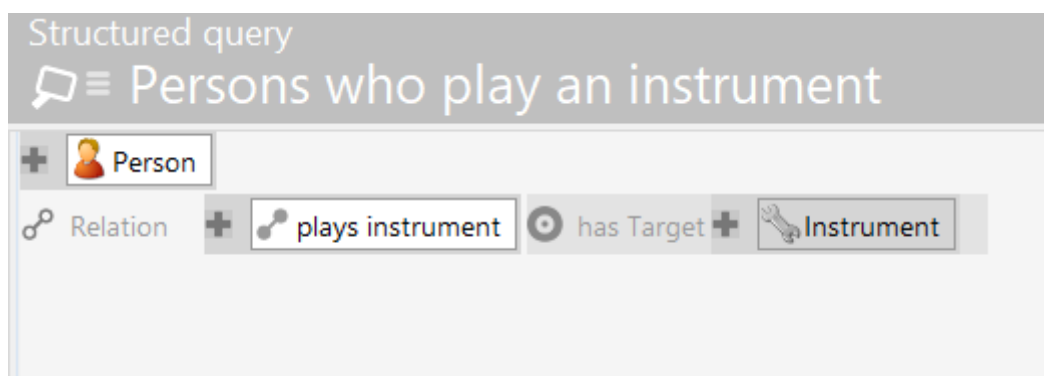 Structured query
Persons who play an instrument
Person
Relation plays instrument has Target Instrument